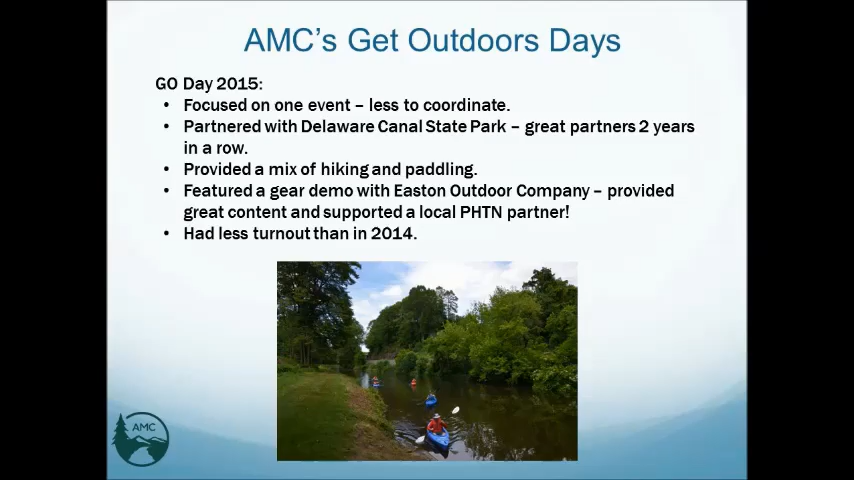 AMC's Get Outdoors Days
GO Day 2015:
• Focused on one event – less to coordinate.
• Partnered with Delaware Canal State Park – great partners 2 years
in a row.
• Provided a mix of hiking and paddling.
• Featured a gear demo with Easton Outdoor Company – provided
great content and supported a local PHTN partner!
• Had less turnout than in 2014.
AMC